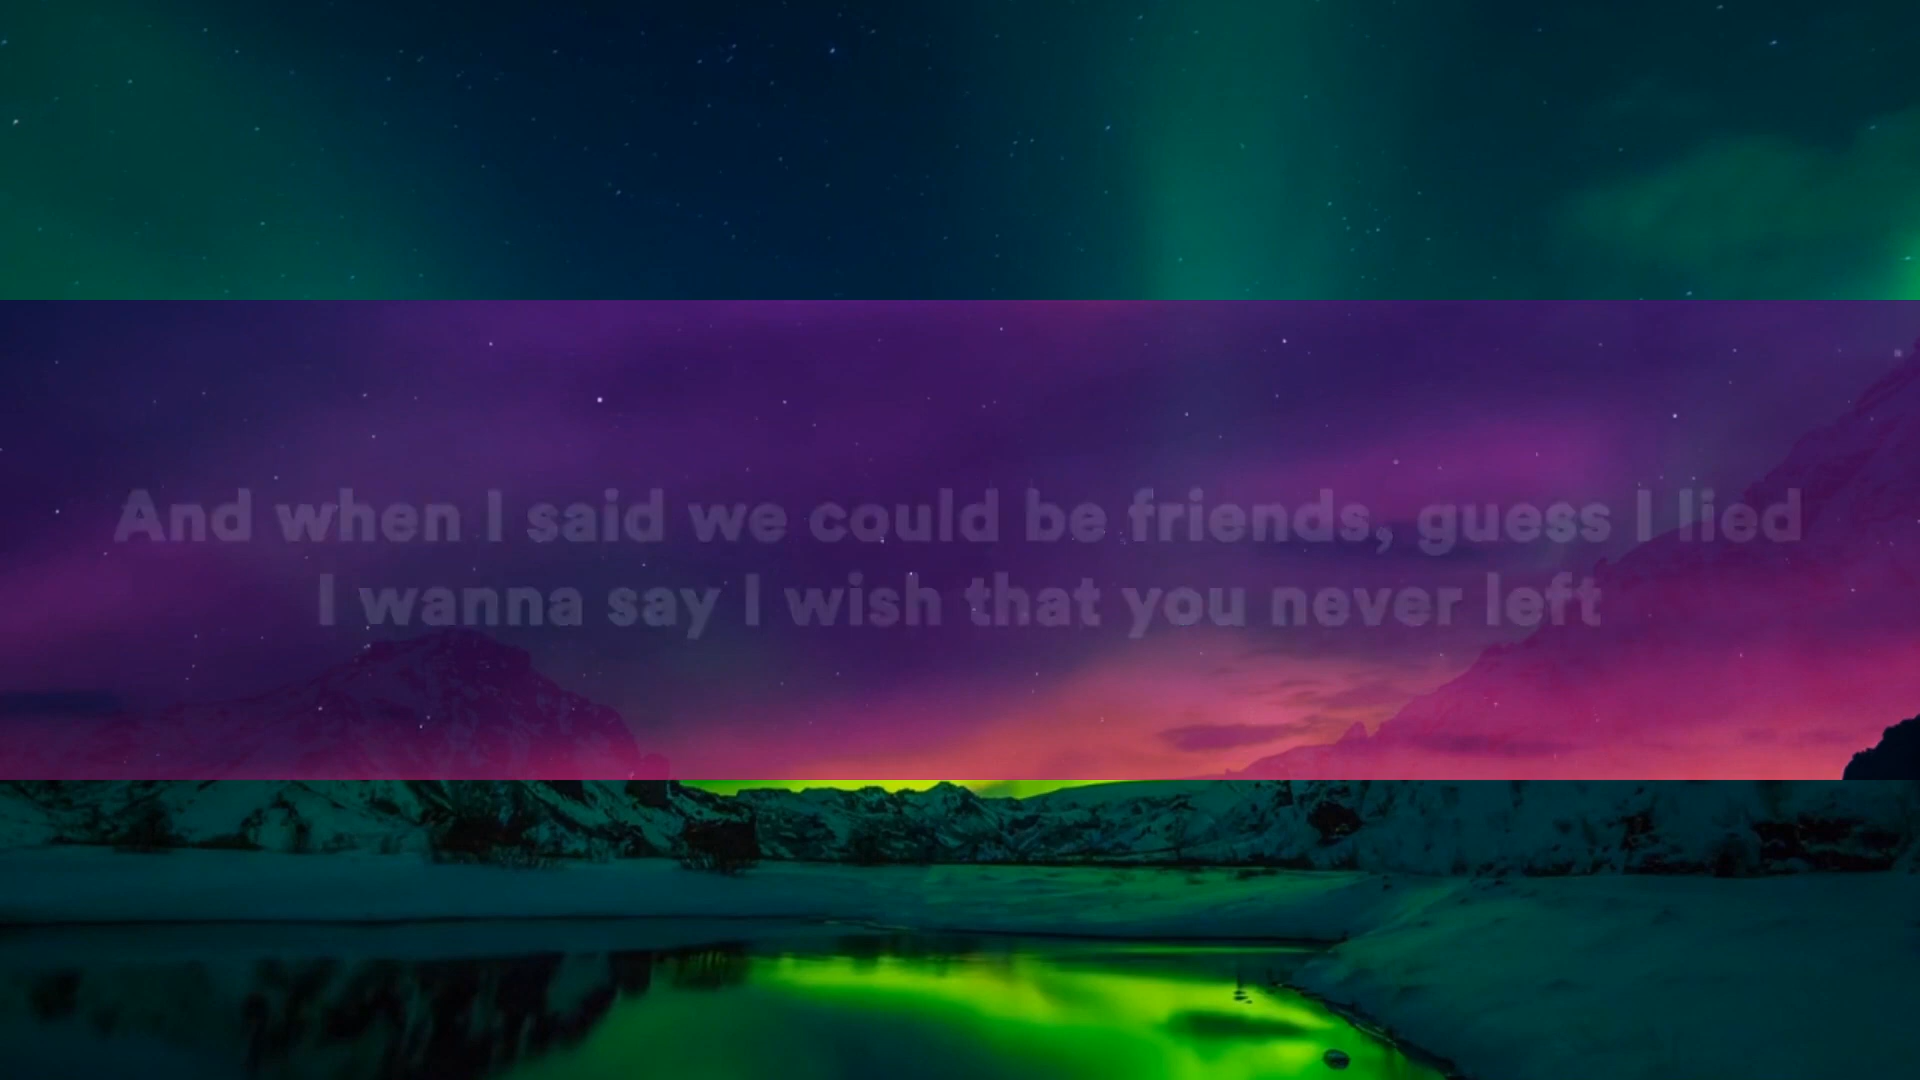 And when I said we could be friends, guess I lied
I wanna say I wish that you never left